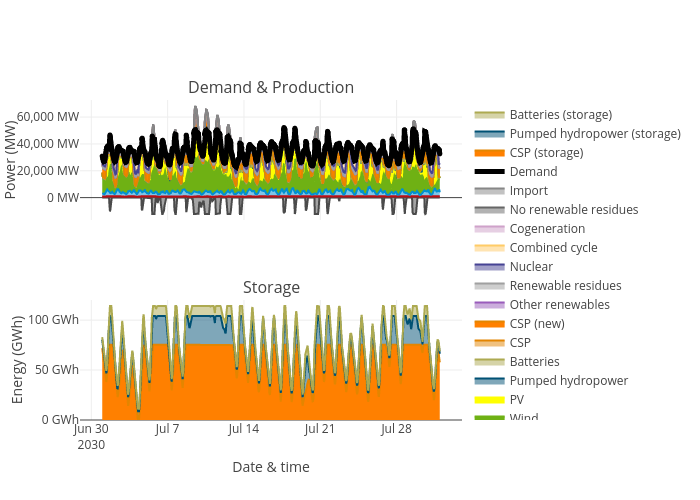 Demand & Production
Power (MW)
60,000 MW
40,000 MW
20,000 MW
0 MW
Storage
Energy (GWh)
100 GWh
50 GWh
0 GWh
Jun 30
2030
Jul 7
Jul 14
Jul 21
Jul 28
Date & time
Batteries (storage)
Pumped hydropower (storage)
CSP (storage)
Demand
Import
No renewable residues
Cogeneration
Combined cycle
Nuclear
Renewable residues
Other renewables
CSP (new)
CSP
Batteries
Pumped hydropower
PV
Wind